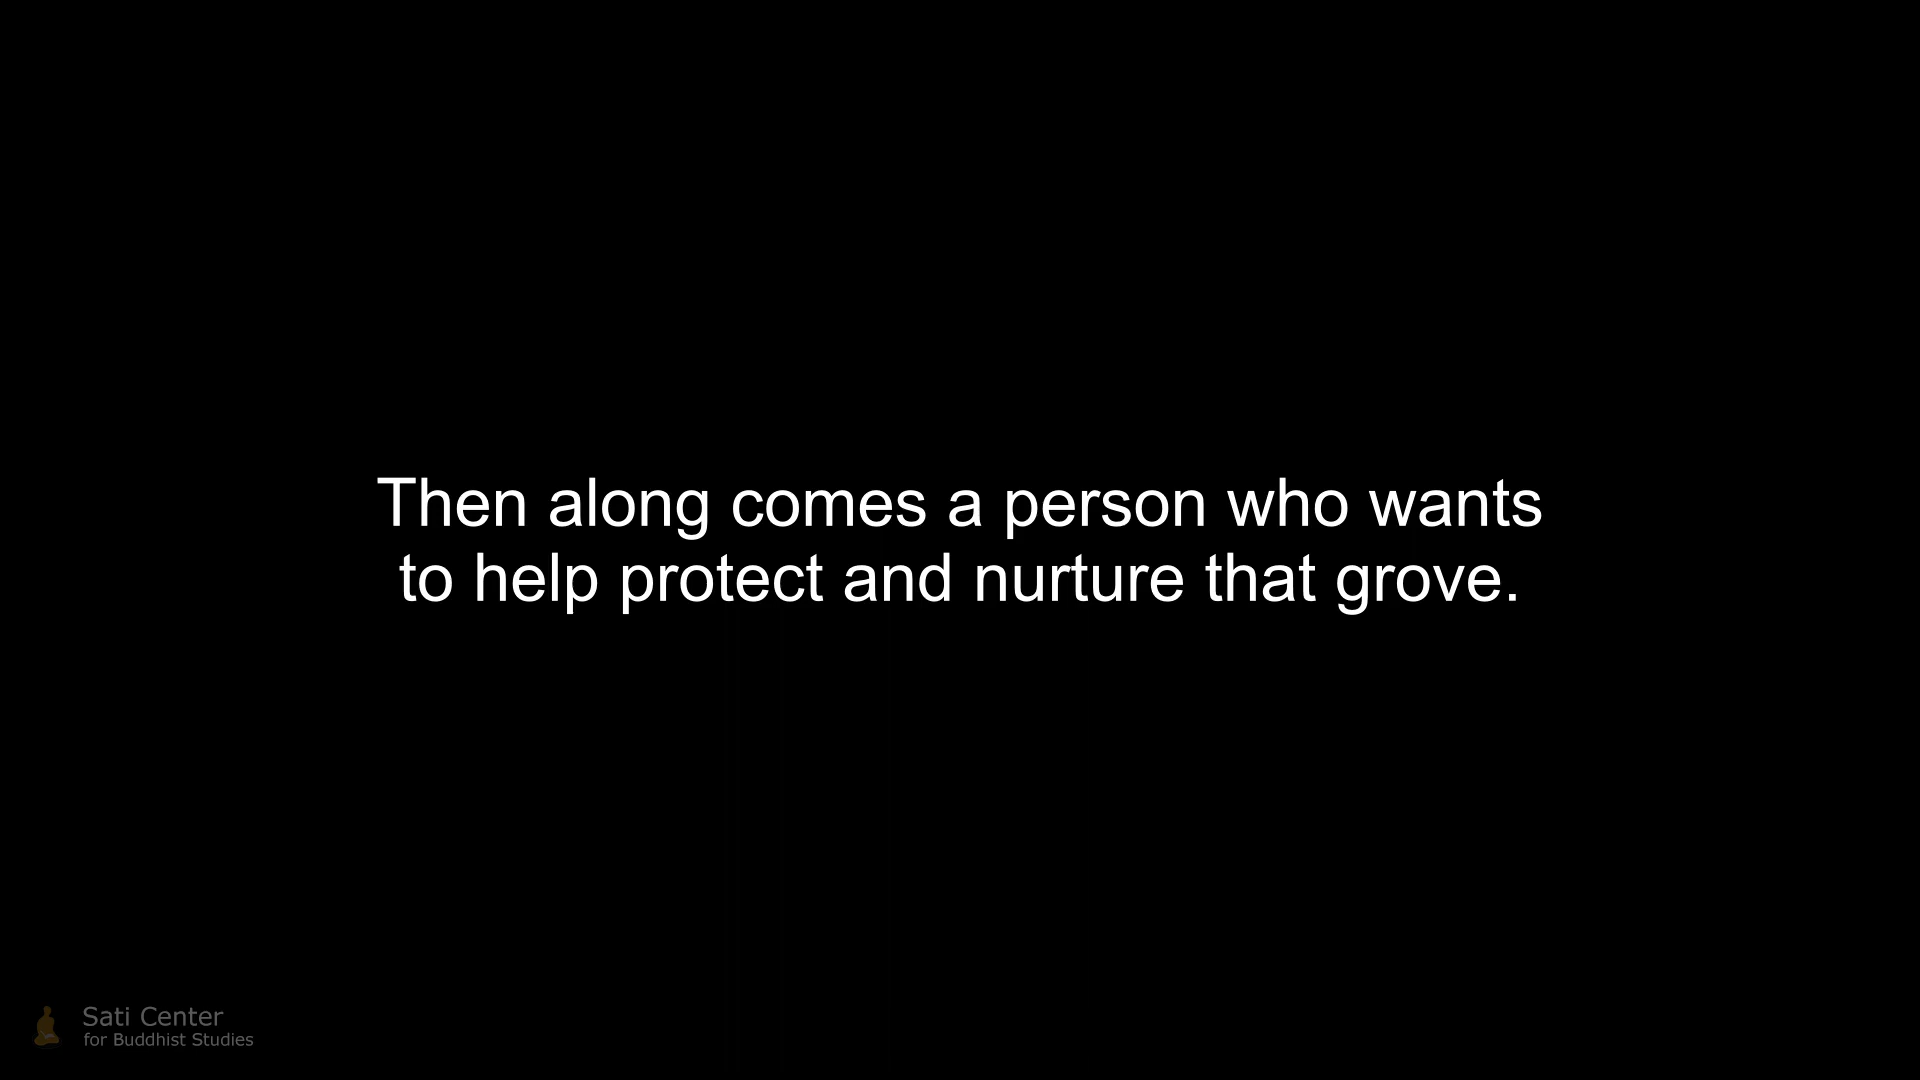 Then along comes a person who wants
to help protect and nurture that grove.
Sati Center
for Buddhist Studies